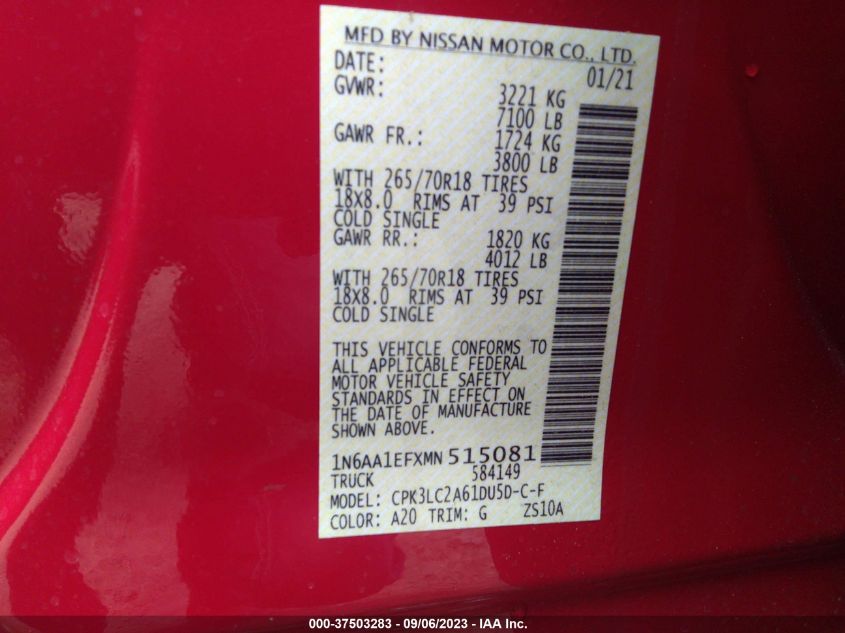 MFD BY NISSAN MOTOR CO., LTD.
DATE: 01/21
GVWR: 3221 KG
7100 LB
GAWR FR.: 1724 KG
3800 LB
WITH 265/70R18 TIRES
18X8.0 RIMS AT 39 PSI
COLD SINGLE
GAWR RR.: 1820 KG
4012 LB
WITH 265/70R18 TIRES
18X8.0 RIMS AT 39 PSI
COLD SINGLE
THIS VEHICLE CONFORMS TO
ALL APPLICABLE FEDERAL
MOTOR VEHICLE SAFETY
STANDARDS IN EFFECT ON
THE DATE OF MANUFACTURE
SHOWN ABOVE.
1N6AA1EFXMN 515081
TRUCK 584149
MODEL: CPK3LC2A61DU5D-C-F
COLOR: A20 TRIM: G ZS10A
000-37503283 - 09/06/2023 - IAA Inc.